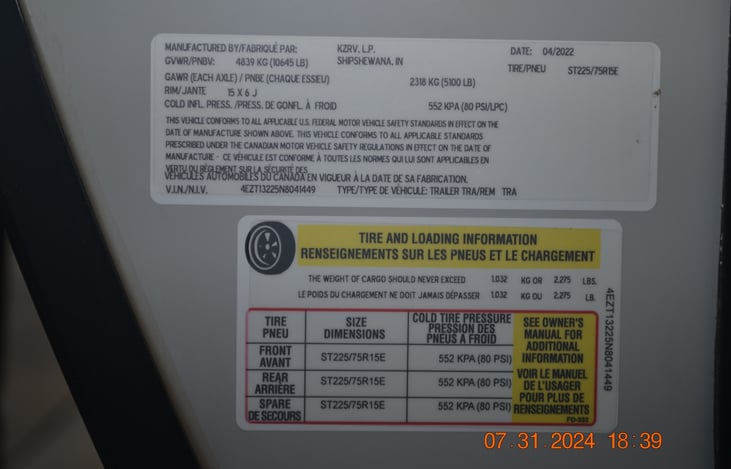 MANUFACTURED BY/FABRIQUÉ PAR: KZRV, L.P. DATE: 04/2022
GVWR/PNBV: 4839 KG (10645 LB) SHIPSHEWANA, IN
TIRE/PNEU ST225/75R15E
GAWR (EACH AXLE) / PNBE (CHAQUE ESSIEU) 2318 KG (5100 LB)
RIM/JANTE 15 X 6 J
COLD INFL. PRESS. /PRESS. DE GONFL. À FROID 552 KPA (80 PSI/LPC)
THIS VEHICLE CONFORMS TO ALL APPLICABLE U.S. FEDERAL MOTOR VEHICLE SAFETY STANDARDS IN EFFECT ON THE
DATE OF MANUFACTURE SHOWN ABOVE. THIS VEHICLE CONFORMS TO ALL APPLICABLE STANDARDS
PRESCRIBED UNDER THE CANADIAN MOTOR VEHICLE SAFETY REGULATIONS IN EFFECT ON THE DATE OF
MANUFACTURE - CE VÉHICULE EST CONFORME À TOUTES LES NORMES QUI LUI SONT APPLICABLES EN
VERTU DU RÈGLEMENT SUR LA SÉCURITÉ DES
VÉHICULES AUTOMOBILES DU CANADA EN VIGUEUR À LA DATE DE SA FABRICATION.
V.I.N./N.I.V. 4EZT13225N8041449 TYPE/TYPE DE VÉHICULE: TRAILER TRA/REM TRA
TIRE AND LOADING INFORMATION
RENSEIGNEMENTS SUR LES PNEUS ET LE CHARGEMENT
THE WEIGHT OF CARGO SHOULD NEVER EXCEED 1,032 KG OR 2,275 LBS.
LE POIDS DU CHARGEMENT NE DOIT JAMAIS DÉPASSER 1,032 KG OU 2,275 LB.
TIRE
PNEU
SIZE
DIMENSIONS
COLD TIRE PRESSURE
PRESSION DES
PNEUS A FROID
SEE OWNER'S
MANUAL FOR
ADDITIONAL
INFORMATION
VOIR LE MANUEL
DE L'USAGER
POUR PLUS DE
RENSEIGNEMENTS
FRONT
AVANT
ST225/75R15E 552 KPA (80 PSI)
REAR
ARRIÈRE
ST225/75R15E 552 KPA (80 PSI)
SPARE
DE SECOURS
ST225/75R15E 552 KPA (80 PSI)
4EZT13225N8041449
07.31.2024 18:39